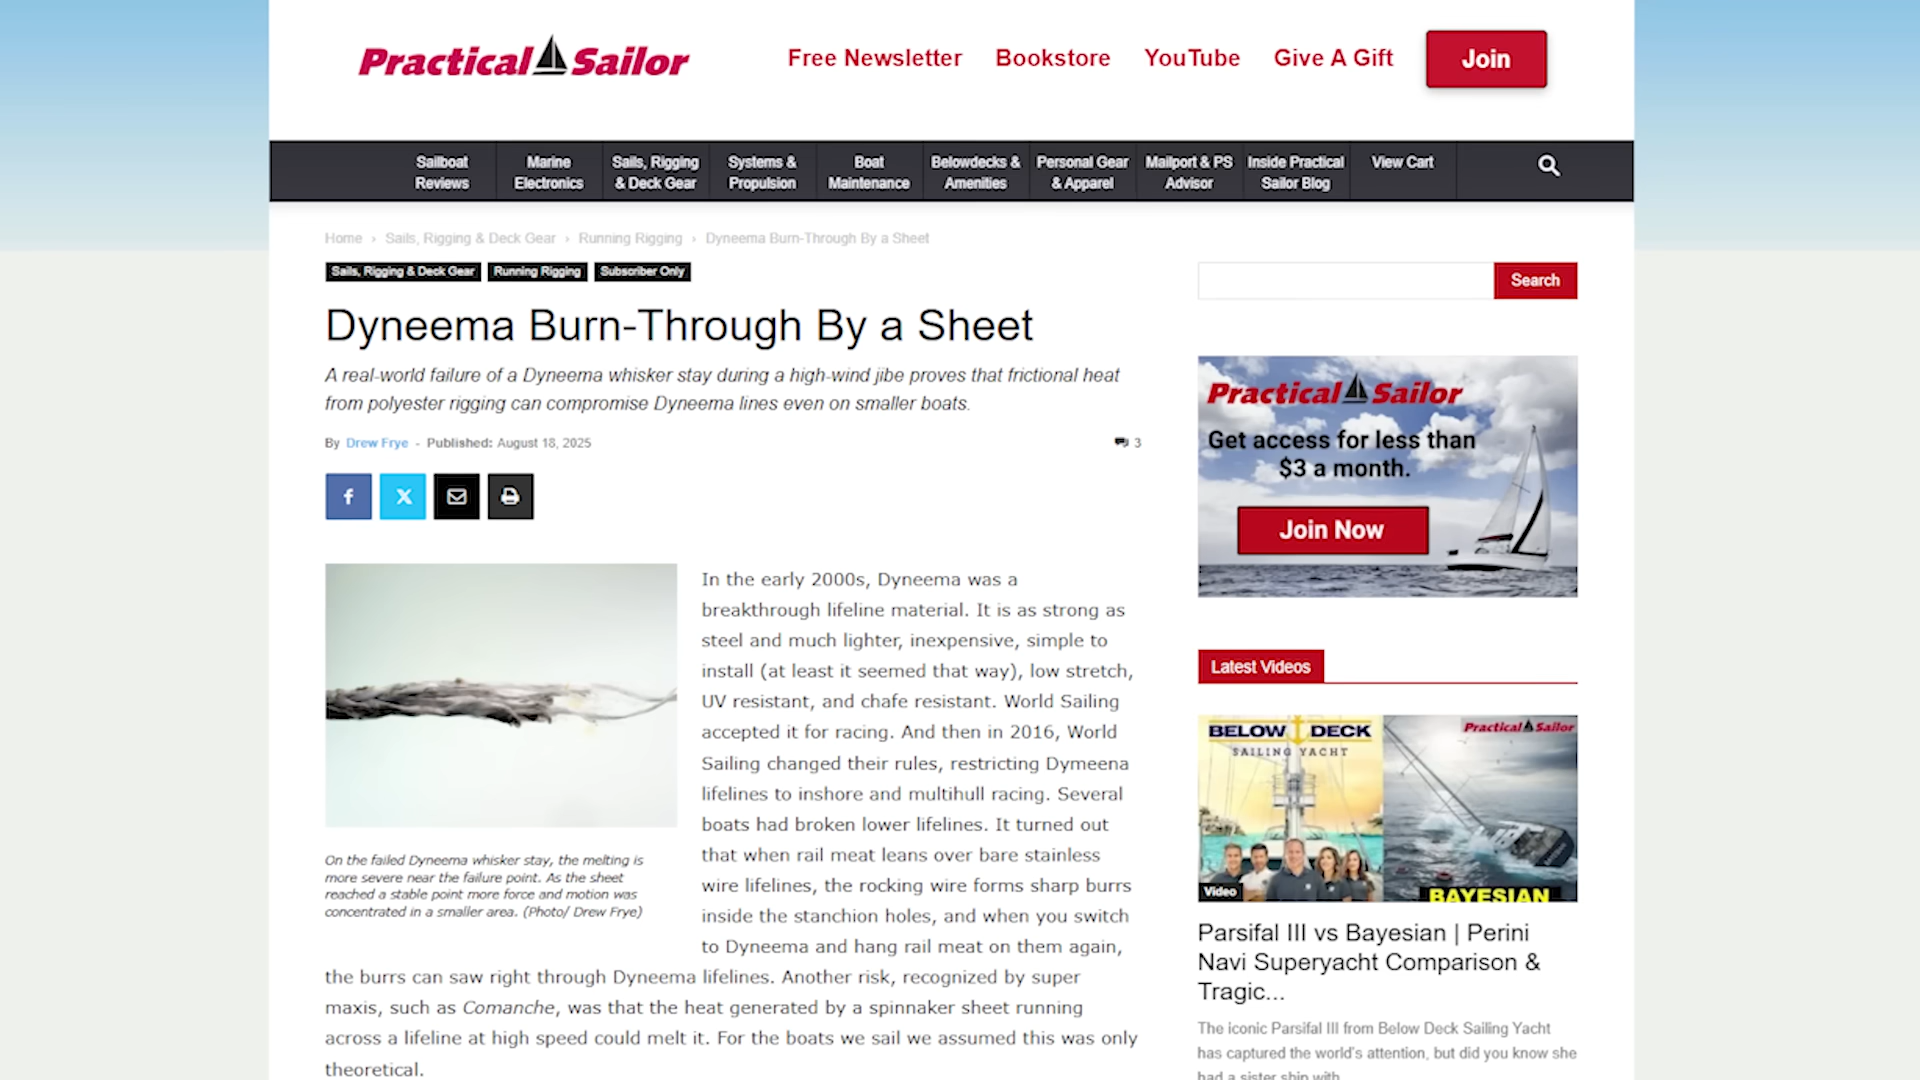 Practical Sailor
Free Newsletter Bookstore YouTube Give A Gift Join
Sailboat Reviews
Marine Electronics
Sails, Rigging & Deck Gear
Systems & Propulsion
Boat Maintenance
Belowdecks & Amenities
Personal Gear & Apparel
Mailport & PS Advisor
Inside Practical Sailor Blog
View Cart
Home › Sails, Rigging & Deck Gear › Running Rigging › Dyneema Burn-Through By a Sheet
Sails, Rigging & Deck Gear Running Rigging Subscriber Only
Dyneema Burn-Through By a Sheet
A real-world failure of a Dyneema whisker stay during a high-wind jibe proves that frictional heat
from polyester rigging can compromise Dyneema lines even on smaller boats.
By Drew Frye - Published: August 18, 2025
3
On the failed Dyneema whisker stay, the melting is
more severe near the failure point. As the sheet
reached a stable point more force and motion was
concentrated in a smaller area. (Photo/ Drew Frye)
In the early 2000s, Dyneema was a
breakthrough lifeline material. It is as strong as
steel and much lighter, inexpensive, simple to
install (at least it seemed that way), low stretch,
UV resistant, and chafe resistant. World Sailing
accepted it for racing. And then in 2016, World
Sailing changed their rules, restricting Dymeena
lifelines to inshore and multihull racing. Several
boats had broken lower lifelines. It turned out
that when rail meat leans over bare stainless
wire lifelines, the rocking wire forms sharp burrs
inside the stanchion holes, and when you switch
to Dyneema and hang rail meat on them again,
the burrs can saw right through Dyneema lifelines. Another risk, recognized by super
maxis, such as Comanche, was that the heat generated by a spinnaker sheet running
across a lifeline at high speed could melt it. For the boats we sail we assumed this was only
theoretical.
Search
Practical Sailor
Get access for less than
$3 a month.
Join Now
Latest Videos
BELOW DECK
SAILING YACHT
Practical Sailor
Video
BAYESIAN
Parsifal III vs Bayesian | Perini
Navi Superyacht Comparison &
Tragic...
The iconic Parsifal III from Below Deck Sailing Yacht
has captured the world's attention, but did you know she
had a sister ship with